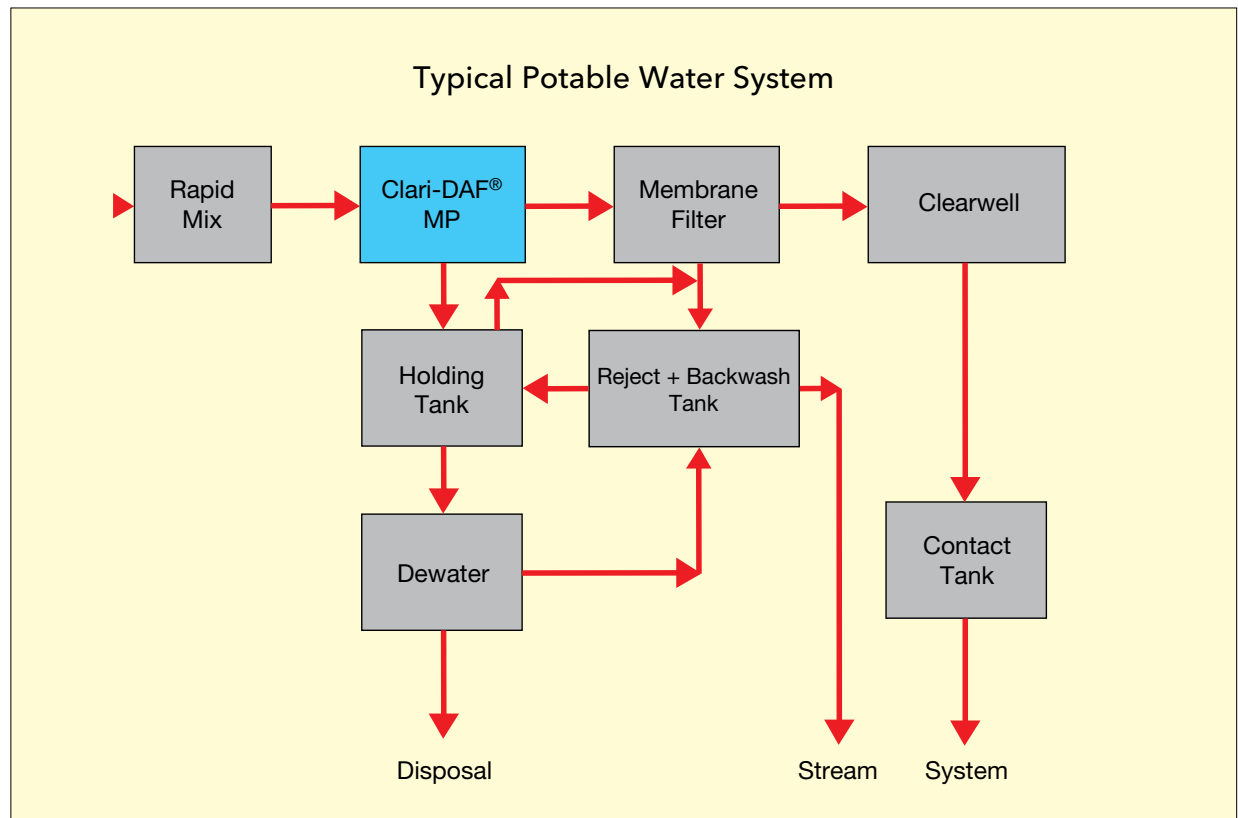 Typical Potable Water System
Rapid
Mix
Clari-DAF®
MP
Membrane
Filter
Clearwell
Holding
Tank
Reject + Backwash
Tank
Dewater
Contact
Tank
Disposal
Stream
System